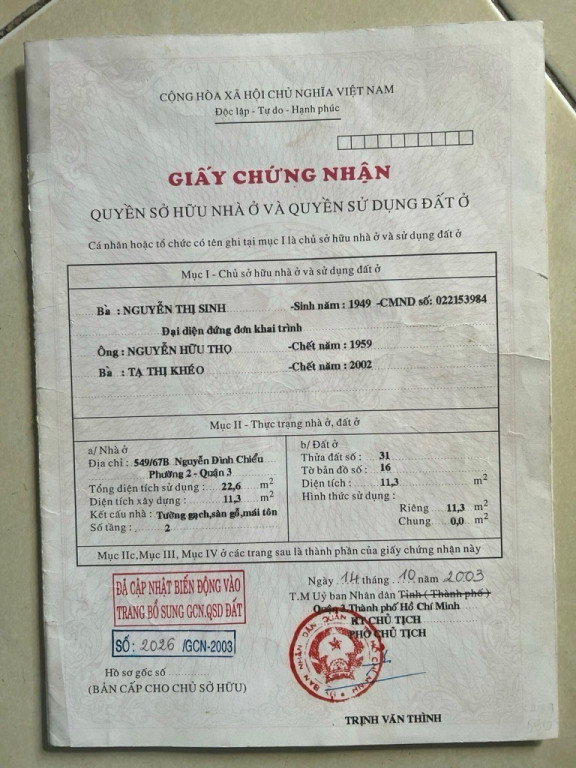 CỘNG HÒA XÃ HỘI CHỦ NGHĨA VIỆT NAM
Độc lập - Tự do - Hạnh phúc
GIẤY CHỨNG NHẬN
QUYỀN SỞ HỮU NHÀ Ở VÀ QUYỀN SỬ DỤNG ĐẤT Ở
Cá nhân hoặc tổ chức có tên ghi tại mục I là chủ sở hữu nhà ở và sử dụng đất ở
Mục I - Chủ sở hữu nhà ở và sử dụng đất ở
Bà : NGUYỄN THỊ SINH -Sinh năm : 1949 -CMND số: 022153984
Đại diện đứng đơn khai trình
Ông : NGUYỄN HỮU THỌ -Chết năm : 1959
Bà : TẠ THỊ KHÉO -Chết năm : 2002
Mục II - Thực trạng nhà ở, đất ở
a/ Nhà ở
Địa chỉ : 549/67B Nguyễn Đình Chiểu
Phường 2 - Quận 3
Tổng diện tích sử dụng : 22,6 m2
Diện tích xây dựng : 11,3 m2
Kết cấu nhà : Tường gạch,sàn gỗ,mái tôn
Số tầng : 2
b/ Đất ở
Thửa đất số : 31
Tờ bản đồ số : 16
Diện tích : 11,3 m2
Hình thức sử dụng :
Riêng 11,3 m2
Chung 0,0 m2
Mục IIc,Mục III, Mục IV ở các trang sau là thành phần của giấy chứng nhận này
ĐÃ CẬP NHẬT BIẾN ĐỘNG VÀO
TRANG BỔ SUNG GCN.QSD ĐẤT
SỐ: 2026 /GCN-2003
Hồ sơ gốc số
(BẢN CẤP CHO CHỦ SỞ HỮU)
Ngày 14 tháng 10 năm 2003
T.M Uỷ ban Nhân dân Tỉnh ( Thành phố )
Quận 3 Thành phố Hồ Chí Minh
KT CHỦ TỊCH
PHÓ CHỦ TỊCH
TRỊNH VĂN THÌNH